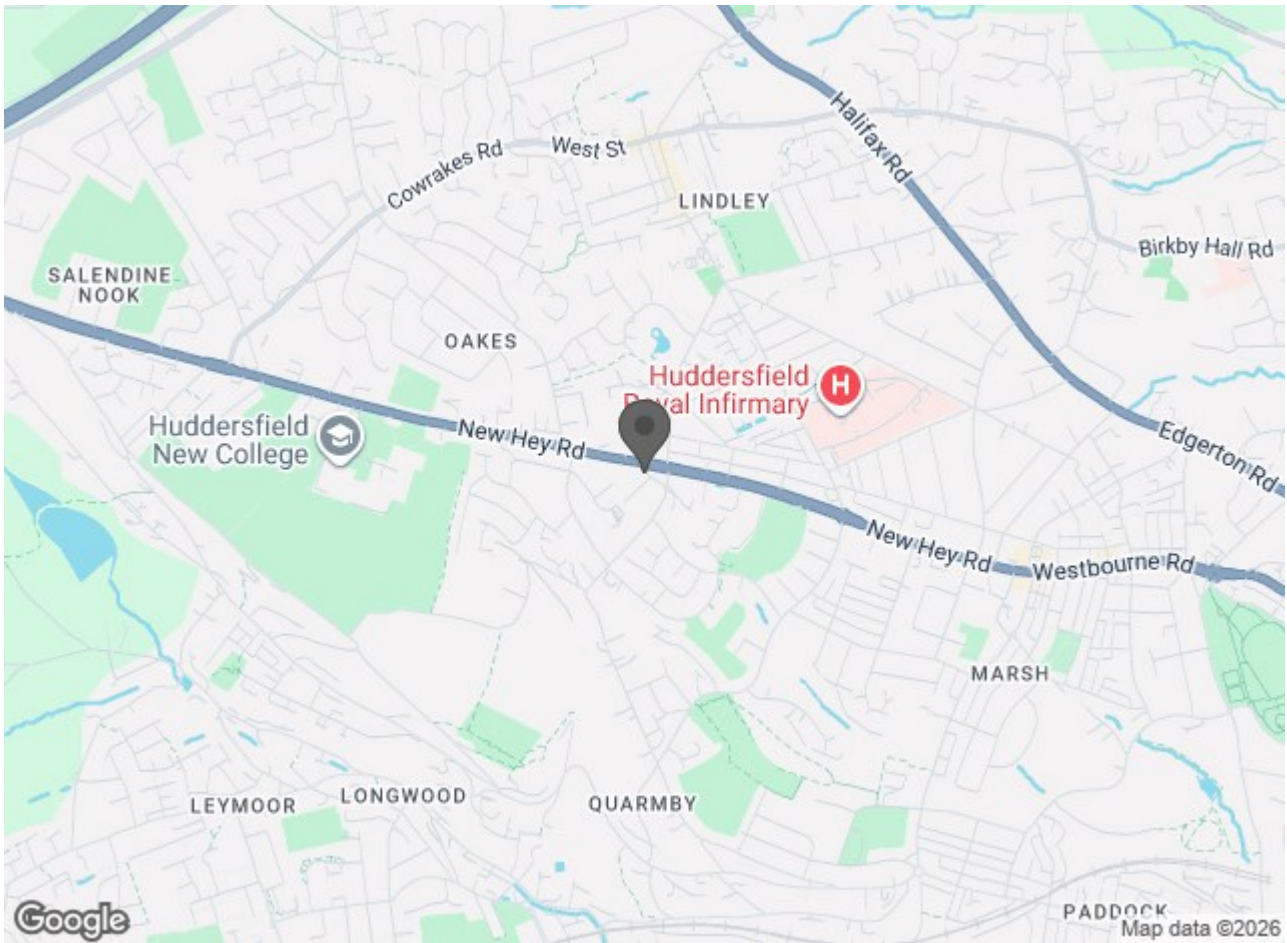 Halifax Rd
West St
Cowrakes Rd
LINDLEY
Birkby Hall Rd
SALENDINE
NOOK
OAKES
Huddersfield
Royal Infirmary
H
Huddersfield
New College
New Hey Rd
Edgerton Rd
New Hey Rd
Westbourne Rd
MARSH
LEYMOOR
LONGWOOD
QUARMBY
PADDOCK
Google
Map data ©2026